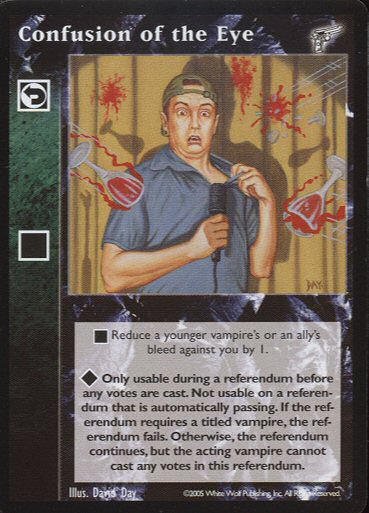 Confusion of the Eye
DAY
Reduce a younger vampire's or an ally's
bleed against you by 1.
Only usable during a referendum before
any votes are cast. Not usable on a referen-
dum that is automatically passing. If the ref-
erendum requires a titled vampire, the ref-
erendum fails. Otherwise, the referendum
continues, but the acting vampire cannot
cast any votes in this referendum.
Illus. David Day ©2005 White Wolf Publishing, Inc. All Rights Reserved.